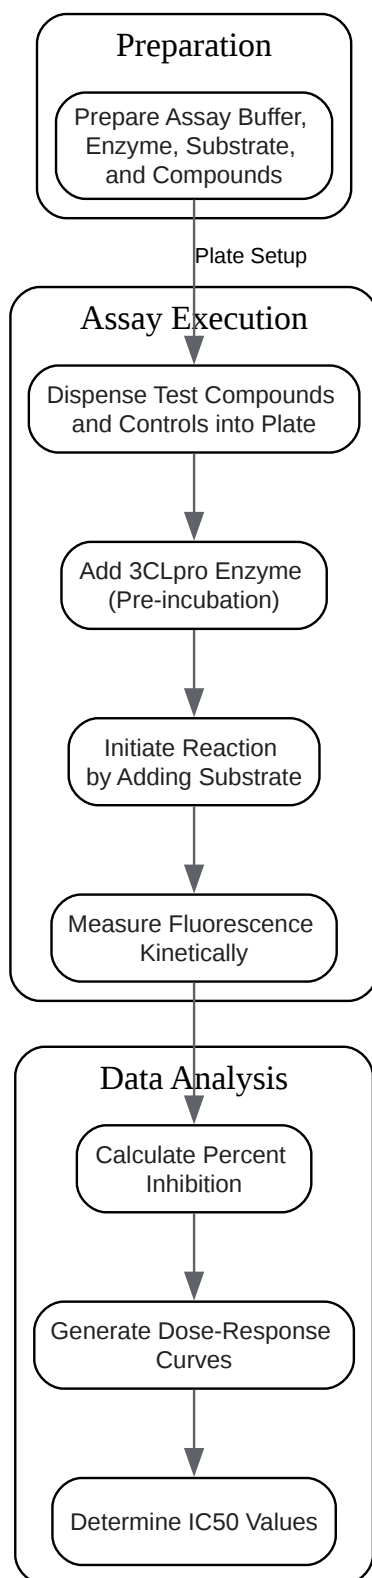 Preparation
Prepare Assay Buffer,
Enzyme, Substrate,
and Compounds
Plate Setup
Assay Execution
Dispense Test Compounds
and Controls into Plate
Add 3CLpro Enzyme
(Pre-incubation)
Initiate Reaction
by Adding Substrate
Measure Fluorescence
Kinetically
Data Analysis
Calculate Percent
Inhibition
Generate Dose-Response
Curves
Determine IC50 Values